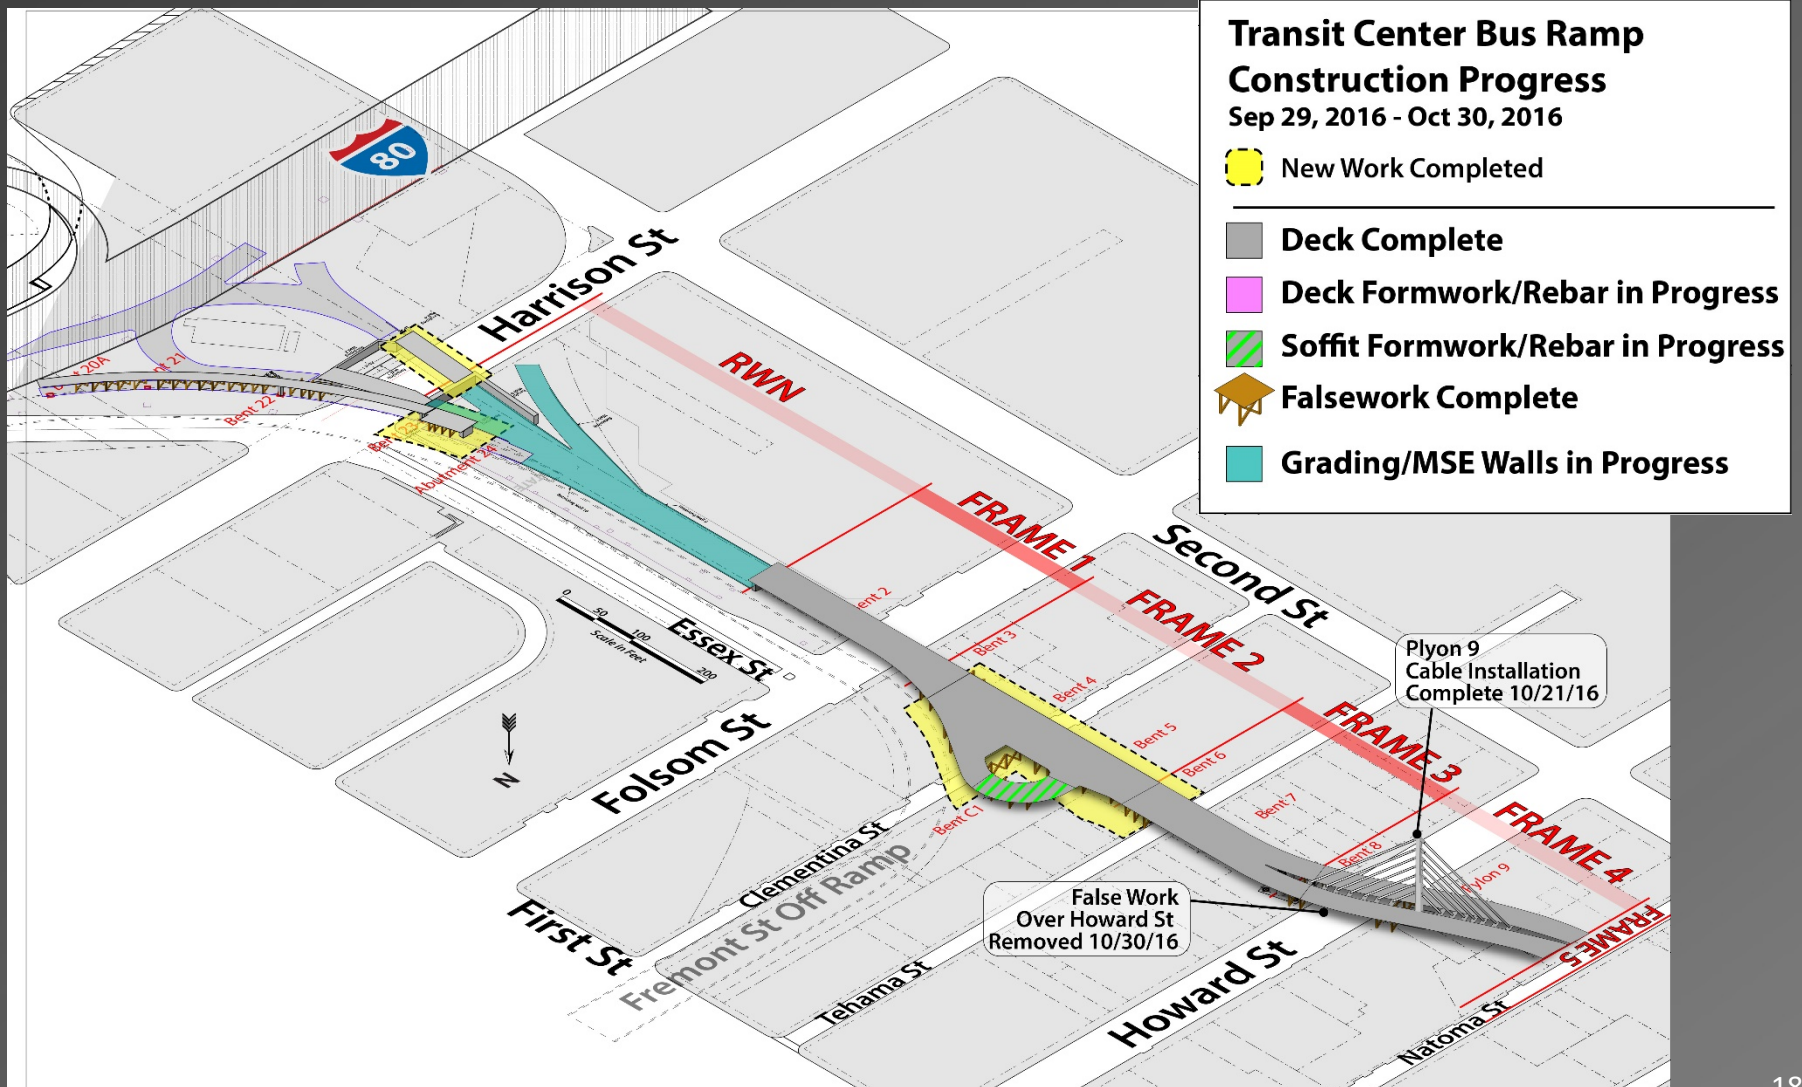 Transit Center Bus Ramp
Construction Progress
Sep 29, 2016 - Oct 30, 2016
New Work Completed
Deck Complete
Deck Formwork/Rebar in Progress
Soffit Formwork/Rebar in Progress
Falsework Complete
Grading/MSE Walls in Progress
80
Harrison St
RWN
20A
Bent 22
Abutment 24
FRAME 1
Second St
FRAME 2
FRAME 3
FRAME 4
FRAME 5
Bent 3
Bent 4
Bent 5
Bent 6
Bent 7
Bent 8
Pylon 9
Bent C1
0 50 100 200
Scale In Feet
Essex St
N
Folsom St
Plyon 9
Cable Installation
Complete 10/21/16
Clementina St
Fremont St Off Ramp
First St
False Work
Over Howard St
Removed 10/30/16
Tehama St
Howard St
Natoma St